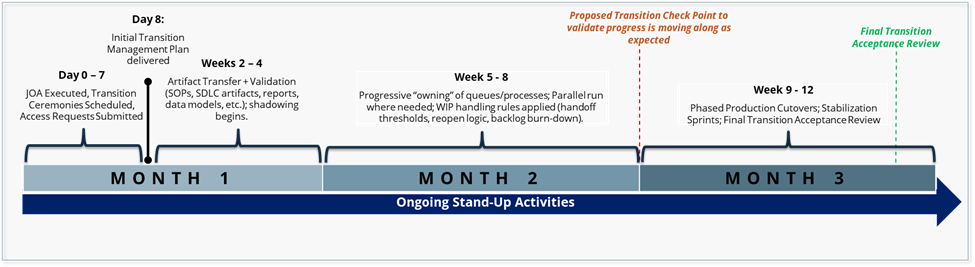 Day 8:
Initial Transition
Management Plan
delivered
Day 0 – 7
JOA Executed, Transition
Ceremonies Scheduled,
Access Requests Submitted
Weeks 2 – 4
Artifact Transfer + Validation
(SOPs, SDLC artifacts, reports,
data models, etc.); shadowing
begins.
Week 5 - 8
Progressive “owning” of queues/processes; Parallel run
where needed; WIP handling rules applied (handoff
thresholds, reopen logic, backlog burn-down).
Proposed Transition Check Point to
validate progress is moving along as
expected
Week 9 - 12
Phased Production Cutovers; Stabilization
Sprints; Final Transition Acceptance Review
Final Transition
Acceptance Review
MONTH 1
MONTH 2
MONTH 3
Ongoing Stand-Up Activities